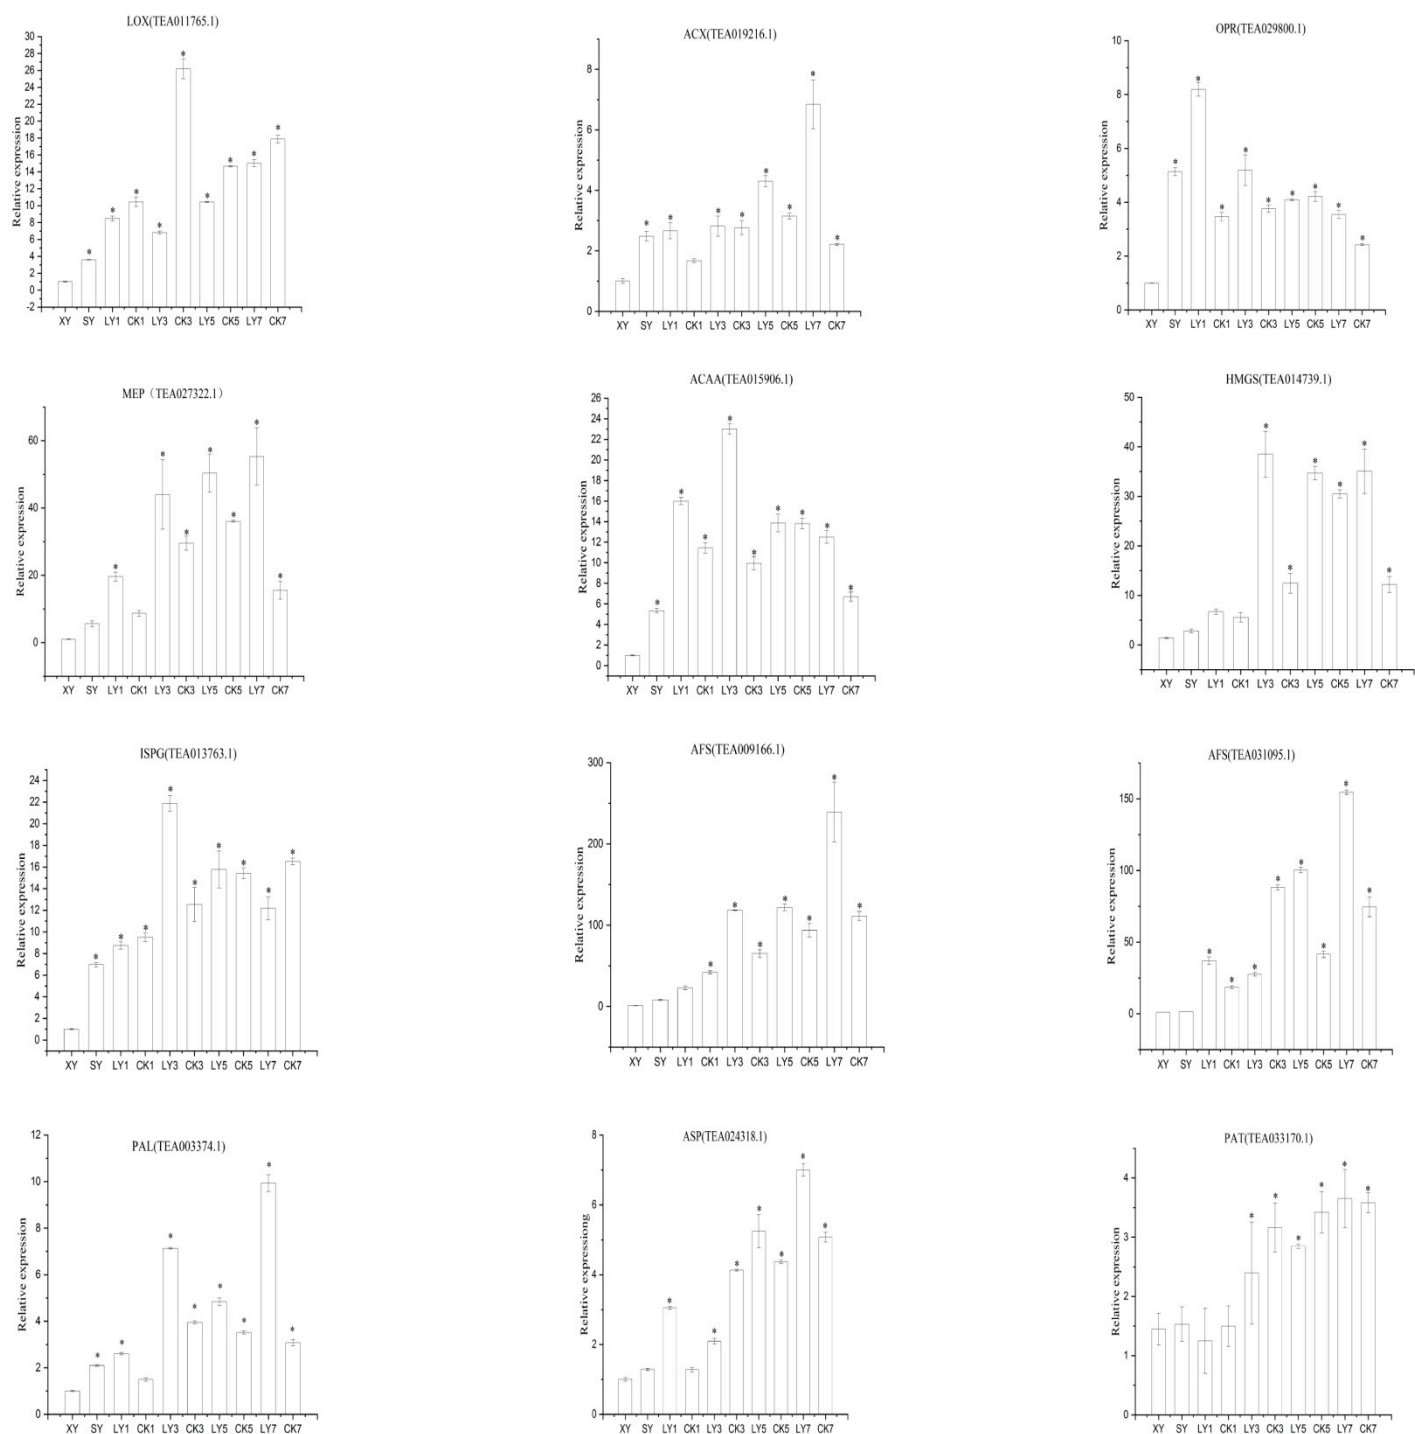 LOX(TEA011765.1)
Relative expression
30
28
26
24
22
20
18
16
14
12
10
8
6
4
2
0
-2
XY SY LY1 CK1 LY3 CK3 LY5 CK5 LY7 CK7
* * * * * * * * *
ACX(TEA019216.1)
Relative expression
8
6
4
2
0
XY SY LY1 CK1 LY3 CK3 LY5 CK5 LY7 CK7
* * * * * * * *
OPR(TEA029800.1)
Relative expression
10
8
6
4
2
0
XY SY LY1 CK1 LY3 CK3 LY5 CK5 LY7 CK7
* * * * * * * * *
MEP（TEA027322.1）
Relative expression
60
40
20
0
XY SY LY1 CK1 LY3 CK3 LY5 CK5 LY7 CK7
* * * * * * *
ACAA(TEA015906.1)
Relative expression
26
24
22
20
18
16
14
12
10
8
6
4
2
0
XY SY LY1 CK1 LY3 CK3 LY5 CK5 LY7 CK7
* * * * * * * * *
HMGS(TEA014739.1)
Relative expression
50
40
30
20
10
0
XY SY LY1 CK1 LY3 CK3 LY5 CK5 LY7 CK7
* * * * * *
ISPG(TEA013763.1)
Relative expression
24
22
20
18
16
14
12
10
8
6
4
2
0
XY SY LY1 CK1 LY3 CK3 LY5 CK5 LY7 CK7
* * * * * * * * *
AFS(TEA009166.1)
Relative expression
300
200
100
0
XY SY LY1 CK1 LY3 CK3 LY5 CK5 LY7 CK7
* * * * * * *
AFS(TEA031095.1)
Relative expression
150
100
50
0
XY SY LY1 CK1 LY3 CK3 LY5 CK5 LY7 CK7
* * * * * * * *
PAL(TEA003374.1)
Relative expression
12
10
8
6
4
2
0
XY SY LY1 CK1 LY3 CK3 LY5 CK5 LY7 CK7
* * * * * * * *
ASP(TEA024318.1)
Relative expressiong
8
6
4
2
0
XY SY LY1 CK1 LY3 CK3 LY5 CK5 LY7 CK7
* * * * * * *
PAT(TEA033170.1)
Relative expression
4
3
2
1
0
XY SY LY1 CK1 LY3 CK3 LY5 CK5 LY7 CK7
* * * * * *